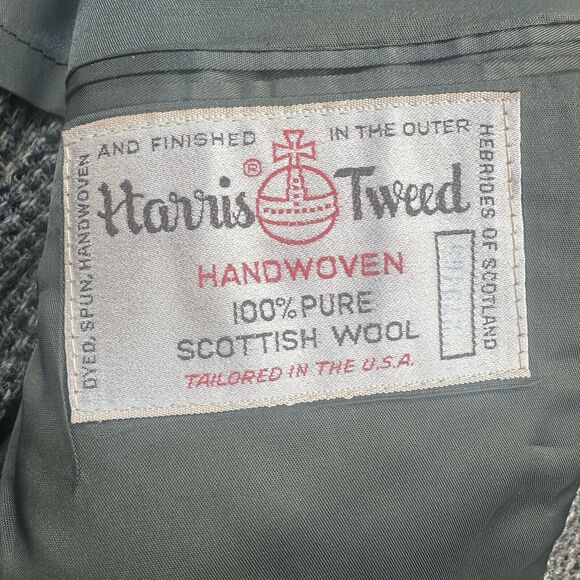 DYED, SPUN, HANDWOVEN
AND FINISHED IN THE OUTER
HEBRIDES OF SCOTLAND
Harris® Tweed
HANDWOVEN
100% PURE
SCOTTISH WOOL
TAILORED IN THE U.S.A.